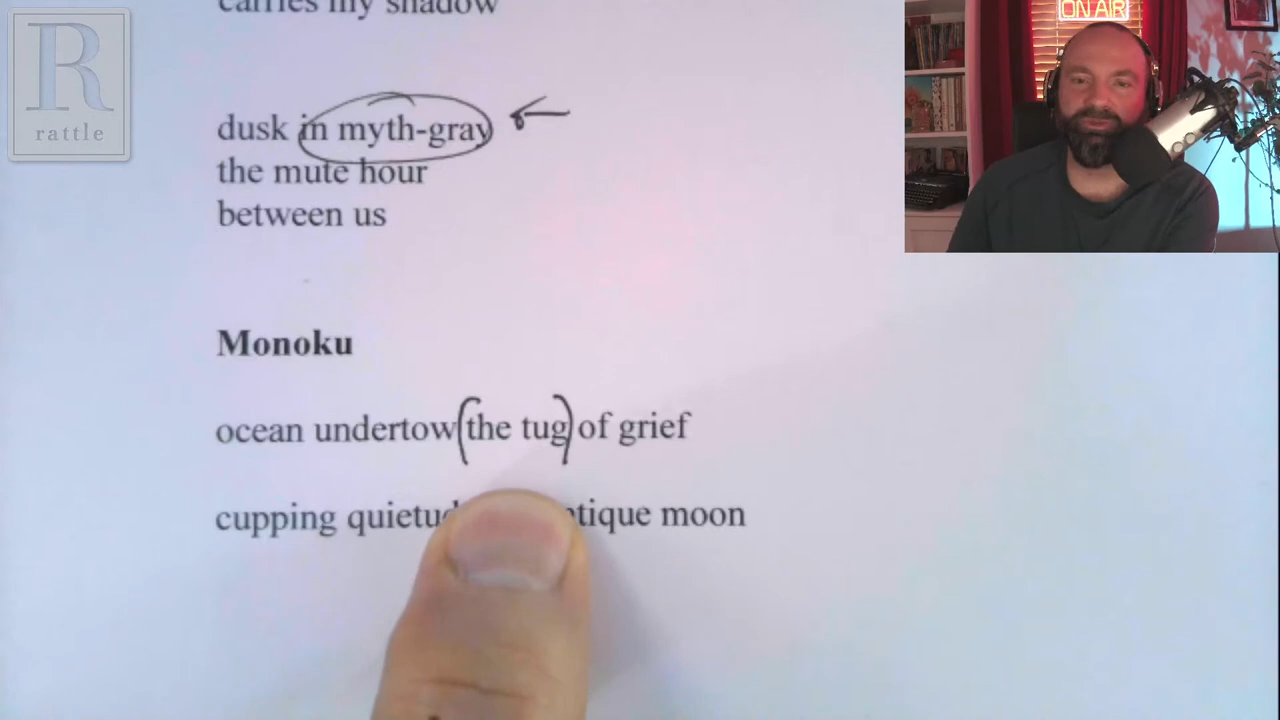 carries my shadow
dusk in myth-gray
the mute hour
between us
Monoku
ocean undertow (the tug) of grief
cupping quietud tique moon
R
rattle
ON AIR